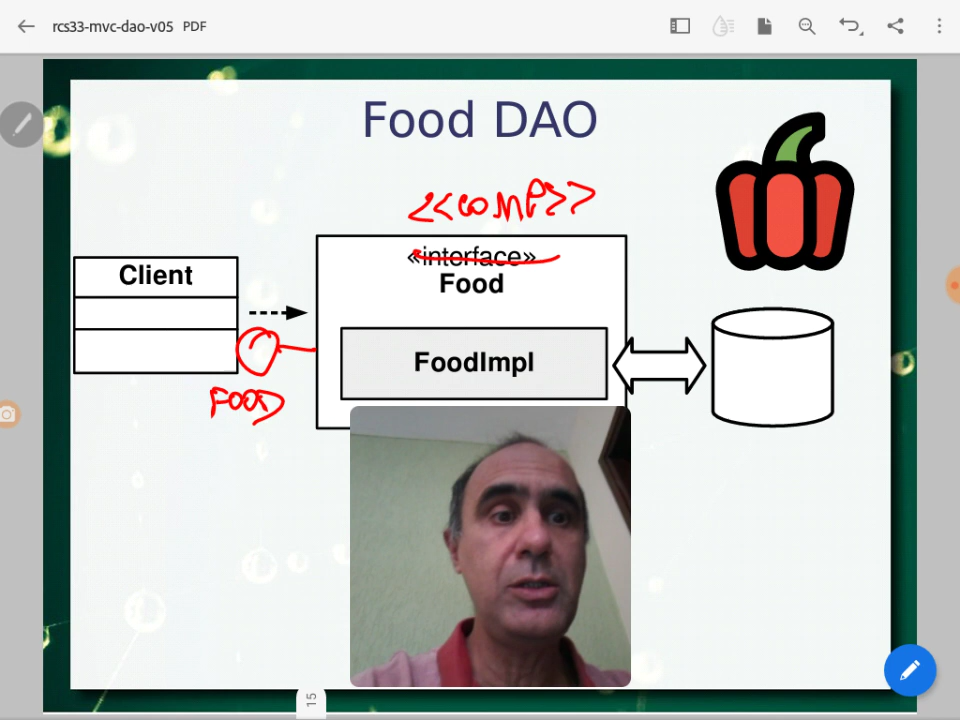 rcs33-mvc-dao-v05 PDF
Food DAO
<<COMP>>
«interface»
Food
Client
FoodImpl
FOOD
15